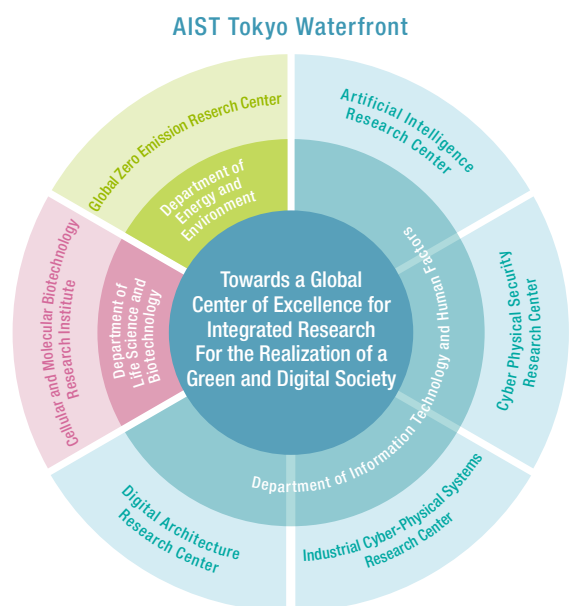 AIST Tokyo Waterfront
Global Zero Emission Reserch Center
Department of
Energy and
Environment
Artificial Intelligence
Research Center
Cyber Physical Security
Research Center
Industrial Cyber-Physical Systems
Research Center
Digital Architecture
Research Center
Department of Information Technology and Human Factors
Cellular and Molecular Biotechnology
Research Institute
Department of
Life Science and
Biotechnology
Towards a Global
Center of Excellence for
Integrated Research
For the Realization of a
Green and Digital Society